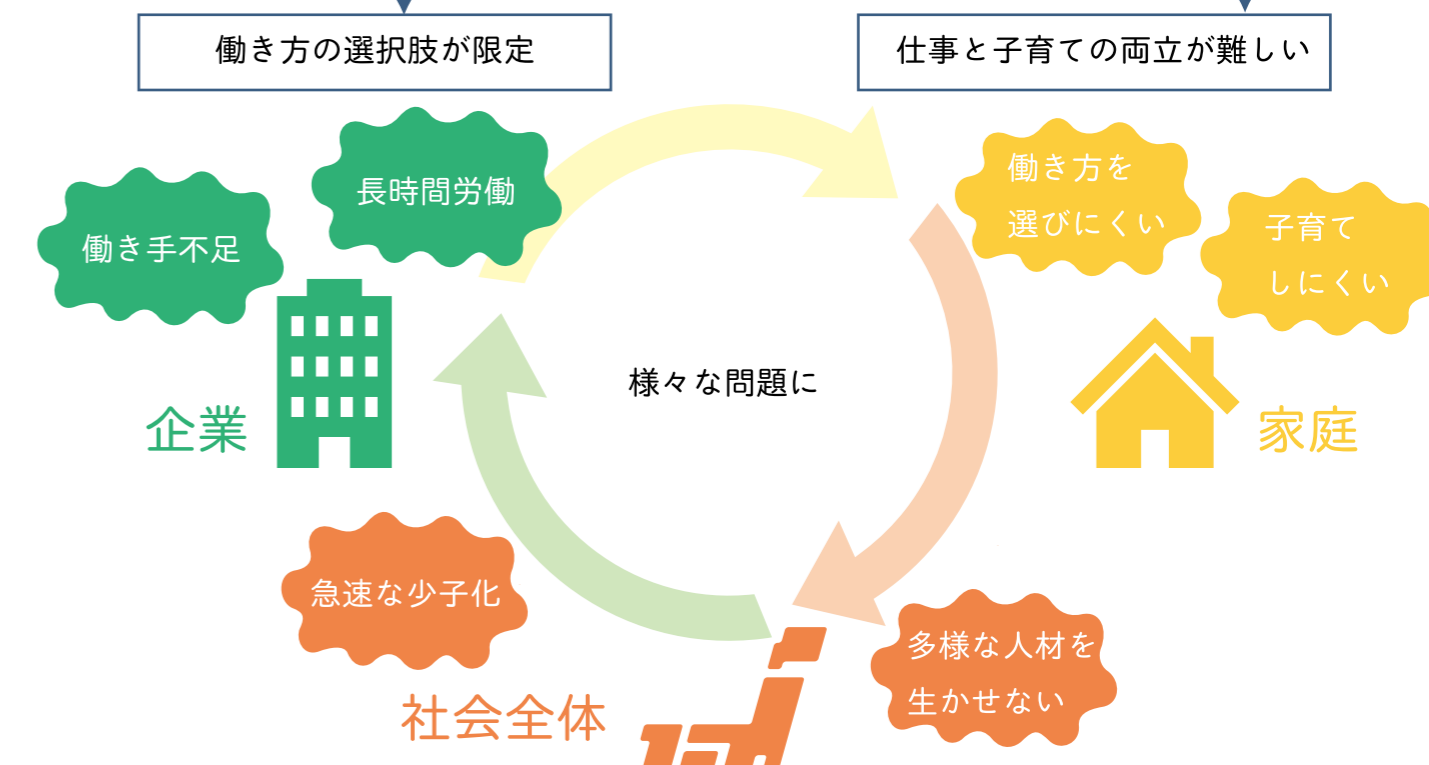 働き方の選択肢が限定
仕事と子育ての両立が難しい
長時間労働
働き手不足
働き方を
選びにくい
子育て
しにくい
様々な問題に
企業
家庭
急速な少子化
多様な人材を
生かせない
社会全体